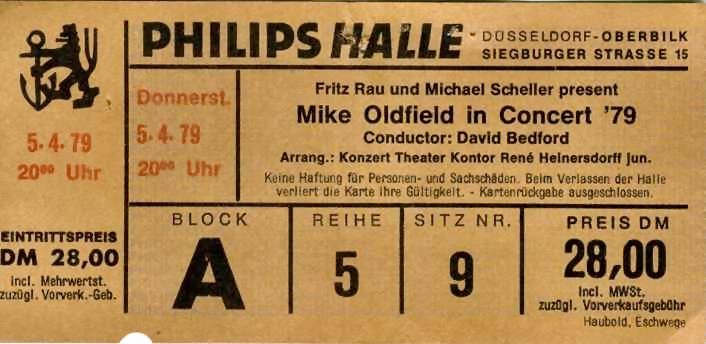 PHILIPS HALLE DÜSSELDORF-OBERBILK
SIEGBURGER STRASSE 15
5.4.79
20⁰⁰ Uhr
EINTRITTSPREIS
DM 28,00
incl. Mehrwertst.
zuzügl. Vorverk.-Geb.
Donnerst.
5.4.79
20⁰⁰ Uhr
Fritz Rau und Michael Scheller present
Mike Oldfield in Concert '79
Conductor: David Bedford
Arrang.: Konzert Theater Kontor René Heinersdorff jun.
Keine Haftung für Personen- und Sachschäden. Beim Verlassen der Halle
verliert die Karte ihre Gültigkeit. - Kartenrückgabe ausgeschlossen.
BLOCK
A
REIHE
5
SITZ NR.
9
PREIS DM
28,00
incl. MWSt.
zuzügl. Vorverkaufsgebühr
Haubold, Eschwege